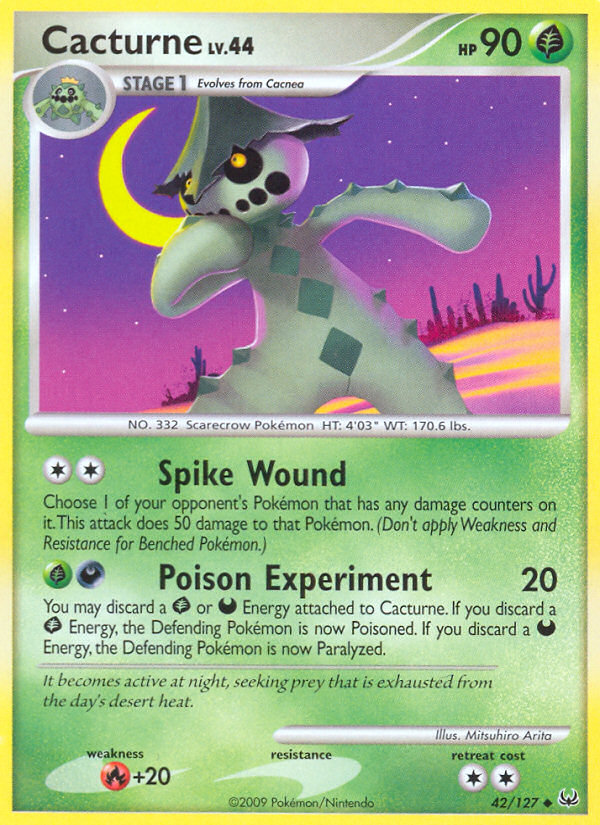 Cacturne LV.44 HP 90
STAGE 1 Evolves from Cacnea
NO. 332 Scarecrow Pokémon HT: 4'03" WT: 170.6 lbs.
Spike Wound
Choose 1 of your opponent's Pokémon that has any damage counters on
it. This attack does 50 damage to that Pokémon. (Don't apply Weakness and
Resistance for Benched Pokémon.)
Poison Experiment 20
You may discard a or Energy attached to Cacturne. If you discard a
Energy, the Defending Pokémon is now Poisoned. If you discard a
Energy, the Defending Pokémon is now Paralyzed.
It becomes active at night, seeking prey that is exhausted from
the day's desert heat.
Illus. Mitsuhiro Arita
weakness resistance retreat cost
+20
©2009 Pokémon/Nintendo 42/127